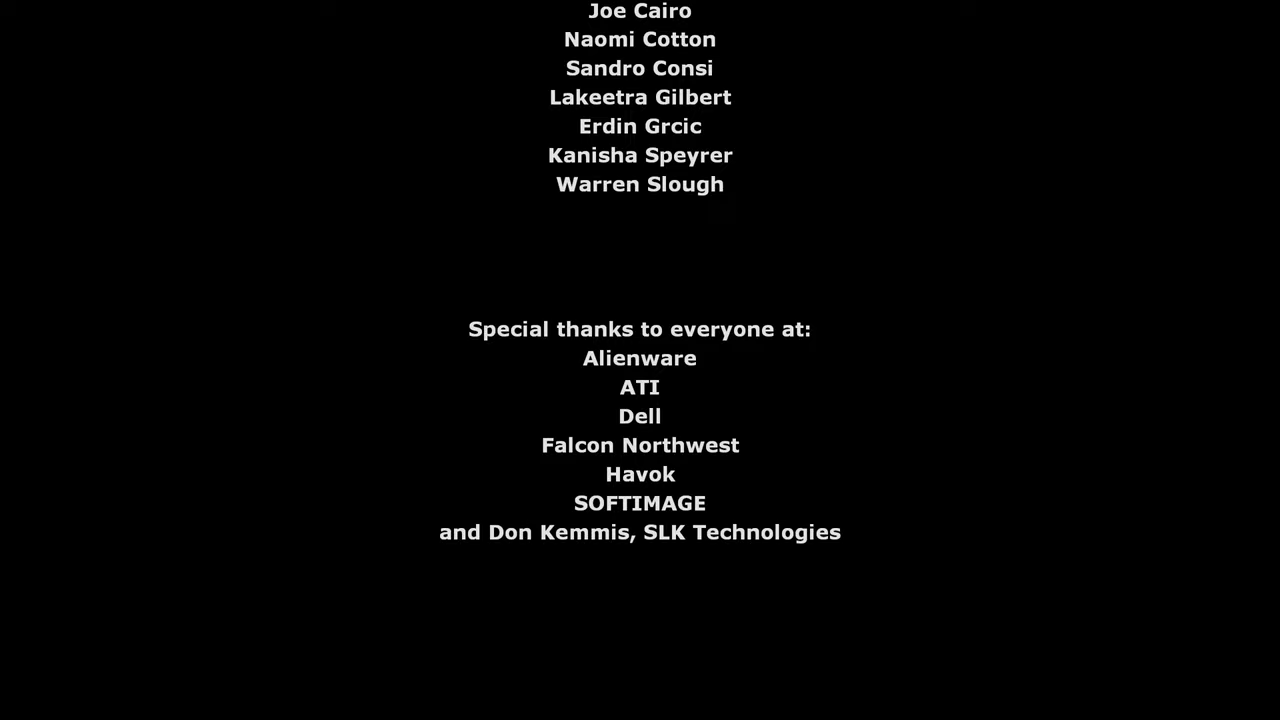 Joe Cairo
Naomi Cotton
Sandro Consi
Lakeetra Gilbert
Erdin Grcic
Kanisha Speyrer
Warren Slough
Special thanks to everyone at:
Alienware
ATI
Dell
Falcon Northwest
Havok
SOFTIMAGE
and Don Kemmis, SLK Technologies